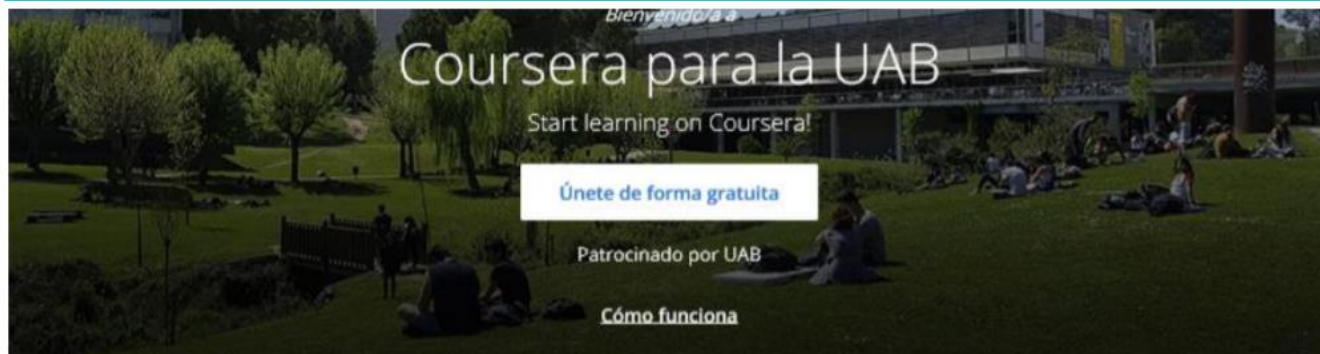 Bienvenido/a a
Coursera para la UAB
Start learning on Coursera!
Únete de forma gratuita
Patrocinado por UAB
Cómo funciona